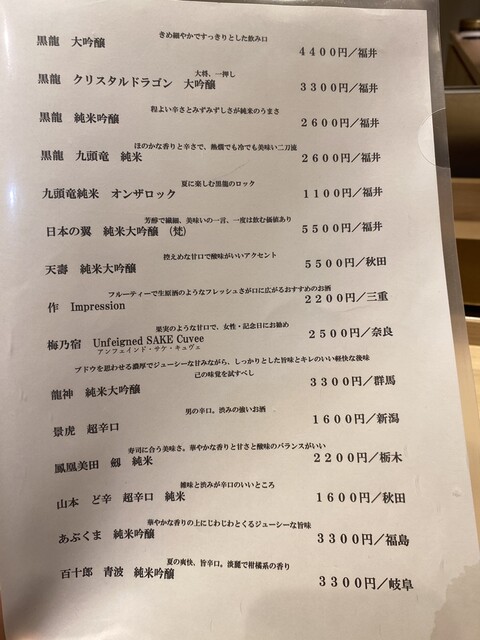 きめ細やかですっきりとした飲み口
黒龍　大吟醸　４４００円／福井
大将、一押し
黒龍　クリスタルドラゴン　大吟醸　３３００円／福井
程よい辛さとみずみずしさが純米のうまさ
黒龍　純米吟醸　２６００円／福井
ほのかな香りと辛さで、熱燗でも冷でも美味い二刀流
黒龍　九頭竜　純米　２６００円／福井
夏に楽しむ黒龍のロック
九頭竜純米　オンザロック　１１００円／福井
芳醇で繊細、美味いの一言、一度は飲む価値あり
日本の翼　純米大吟醸　（梵）　５５００円／福井
控えめな甘口で酸味がいいアクセント
天壽　純米大吟醸　５５００円／秋田
フルーティーで生原酒のようなフレッシュさが口に広がるおすすめのお酒
作　Impression　２２００円／三重
果実のような甘口で、女性・記念日にお勧め
梅乃宿　Unfeigned SAKE Cuvee　２５００円／奈良
アンフェインド・サケ・キュヴェ
ブドウを思わせる濃厚でジューシーな甘みながら、しっかりとした旨味とキレのいい軽快な後味
己の味覚を試すべし
龍神　純米大吟醸　３３００円／群馬
男の辛口。渋みの強いお酒
景虎　超辛口　１６００円／新潟
寿司に合う美味さ。華やかな香りと甘さと酸味のバランスがいい
鳳凰美田　剱　純米　２２００円／栃木
雑味と渋みが辛口のいいところ
山本　ど辛　超辛口　純米　１６００円／秋田
華やかな香りの上にじわじわとくるジューシーな旨味
あぶくま　純米吟醸　３３００円／福島
夏の爽快、旨辛口。淡麗で柑橘系の香り
百十郎　青波　純米吟醸　３３００円／岐阜